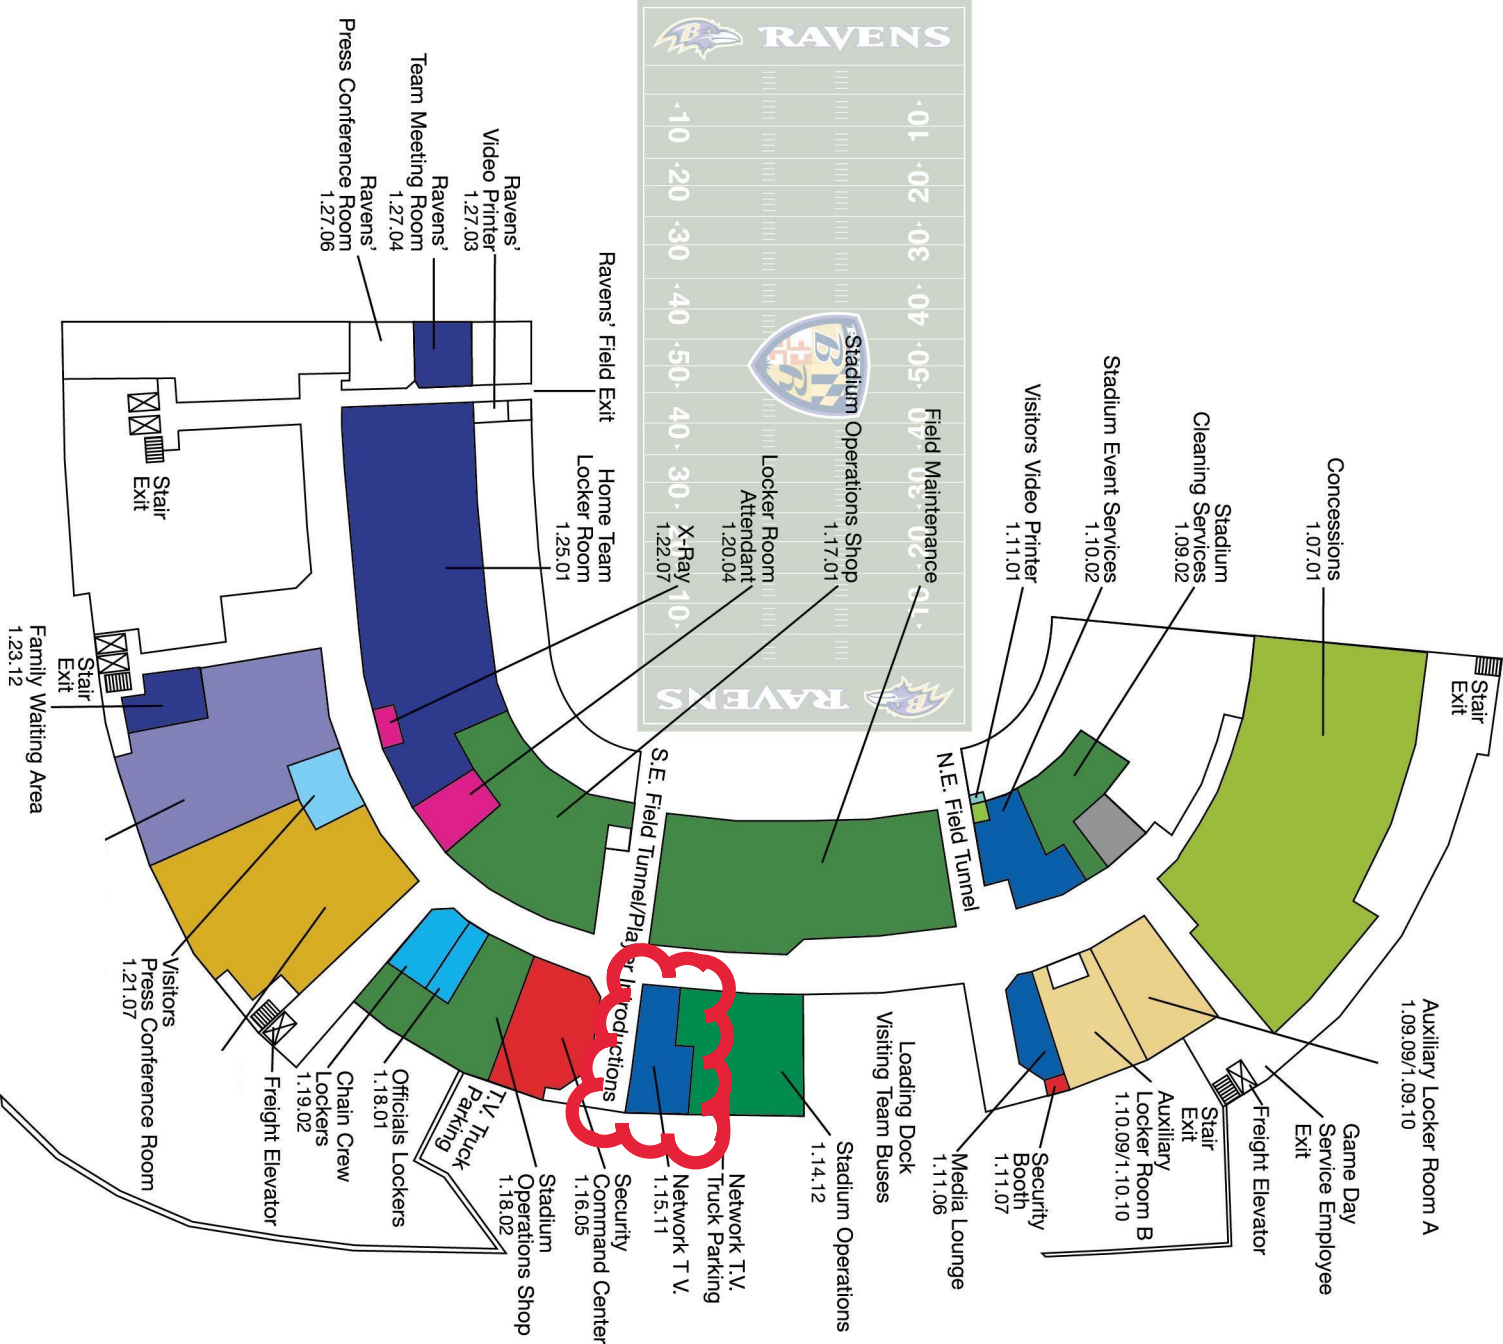 RAVENS
10 20 30 40 50 40 30 20 10
10 20 30 40 50 40 30 20 10
RAVENS
Ravens'
Press Conference Room
1.27.06
Ravens'
Team Meeting Room
1.27.04
Ravens'
Video Printer
1.27.03
Ravens' Field Exit
Home Team
Locker Room
1.25.01
X-Ray
1.22.07
Locker Room
Attendant
1.20.04
Stadium Operations Shop
1.17.01
Field Maintenance
Visitors Video Printer
1.11.01
Stadium Event Services
1.10.02
Stadium
Cleaning Services
1.09.02
Concessions
1.07.01
Stair
Exit
Stair
Exit
Stair
Exit
Family Waiting Area
1.23.12
S.E. Field Tunnel/Player Introductions
N.E. Field Tunnel
Visitors
Press Conference Room
1.21.07
Freight Elevator
Chain Crew
Lockers
1.19.02
Officials Lockers
1.18.01
T.V. Truck
Parking
Stadium
Operations Shop
1.18.02
Security
Command Center
1.16.05
Network T V.
1.15.11
Network T.V.
Truck Parking
Stadium Operations
1.14.12
Loading Dock
Visiting Team Buses
Media Lounge
1.11.06
Security
Booth
1.11.07
Auxiliary
Locker Room B
1.10.09/1.10.10
Stair
Exit
Freight Elevator
Game Day
Service Employee
Exit
Auxiliary Locker Room A
1.09.09/1.09.10